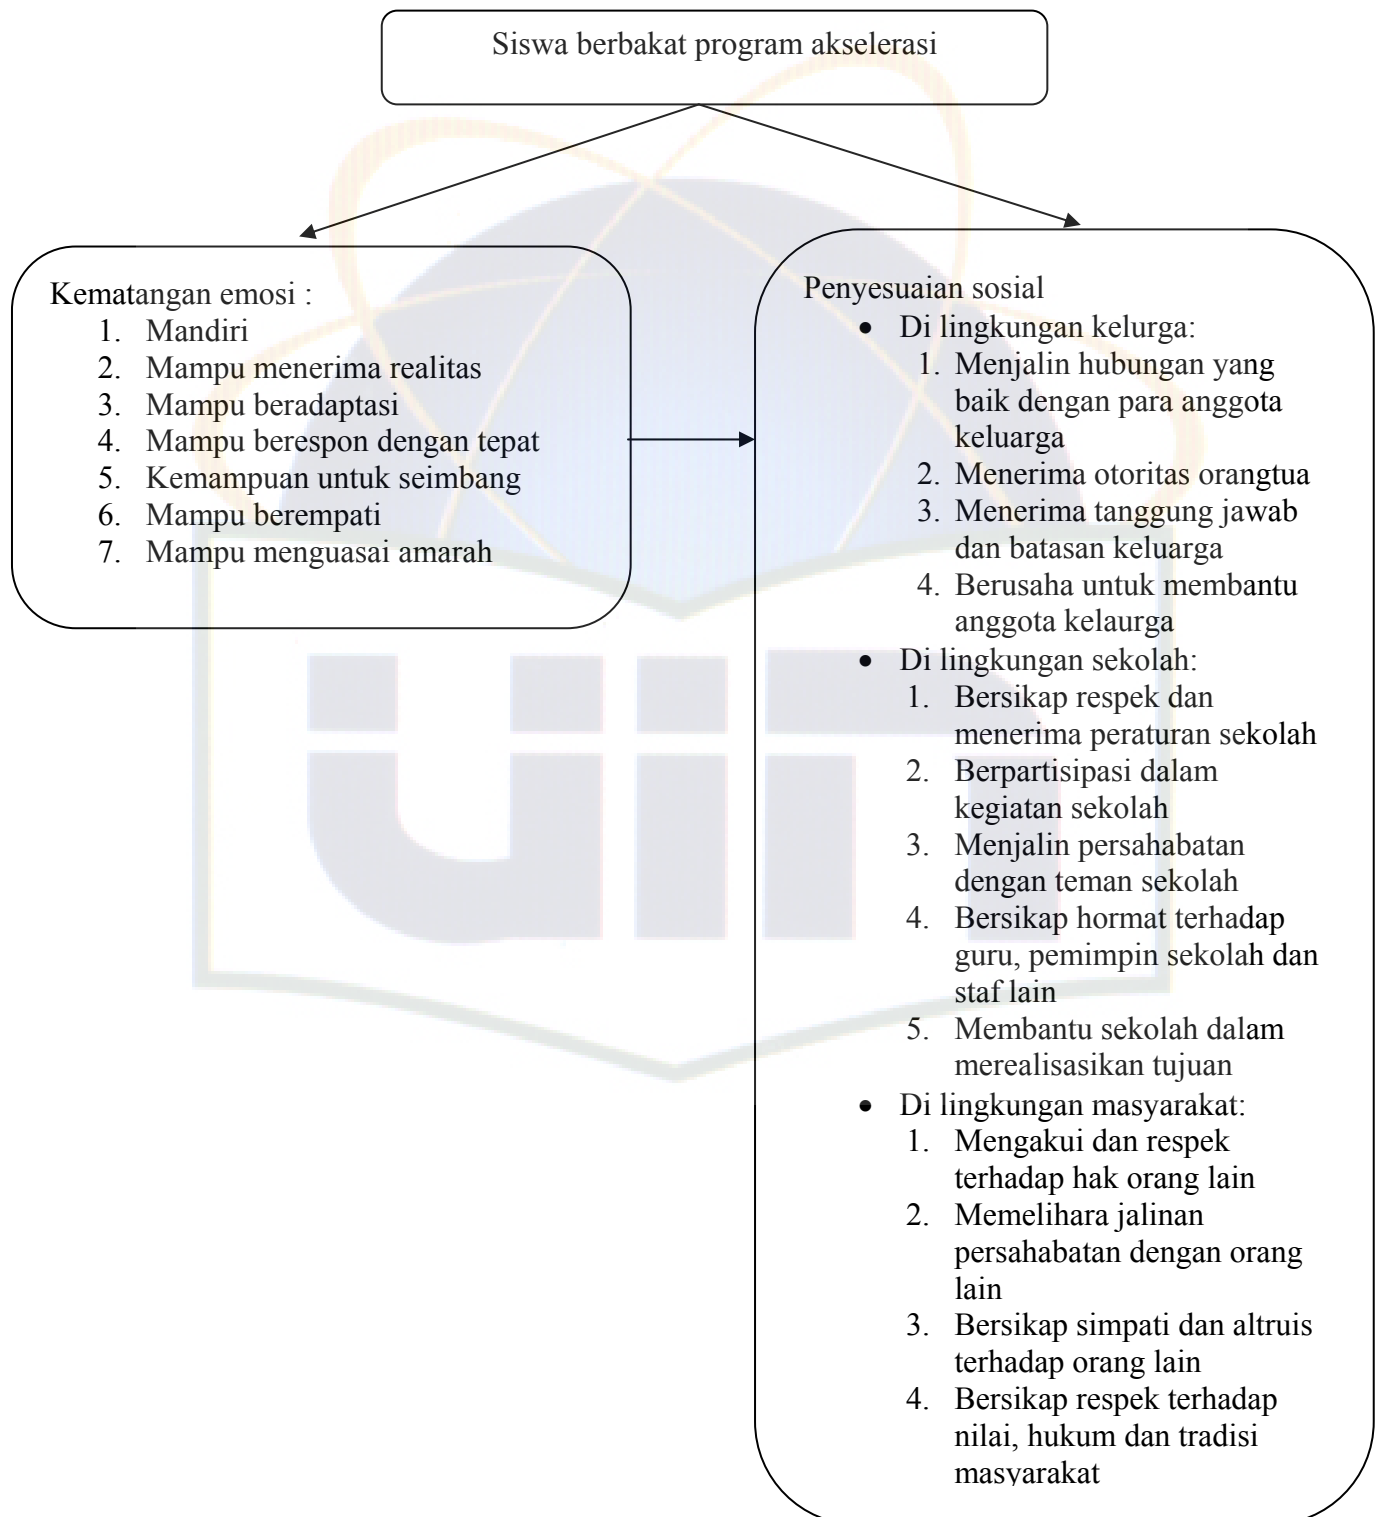 Siswa berbakat program akselerasi
Kematangan emosi :
1. Mandiri
2. Mampu menerima realitas
3. Mampu beradaptasi
4. Mampu berespon dengan tepat
5. Kemampuan untuk seimbang
6. Mampu berempati
7. Mampu menguasai amarah
Penyesuaian sosial
• Di lingkungan kelurga:
1. Menjalin hubungan yang
baik dengan para anggota
keluarga
2. Menerima otoritas orangtua
3. Menerima tanggung jawab
dan batasan keluarga
4. Berusaha untuk membantu
anggota kelaurga
• Di lingkungan sekolah:
1. Bersikap respek dan
menerima peraturan sekolah
2. Berpartisipasi dalam
kegiatan sekolah
3. Menjalin persahabatan
dengan teman sekolah
4. Bersikap hormat terhadap
guru, pemimpin sekolah dan
staf lain
5. Membantu sekolah dalam
merealisasikan tujuan
• Di lingkungan masyarakat:
1. Mengakui dan respek
terhadap hak orang lain
2. Memelihara jalinan
persahabatan dengan orang
lain
3. Bersikap simpati dan altruis
terhadap orang lain
4. Bersikap respek terhadap
nilai, hukum dan tradisi
masyarakat
uin